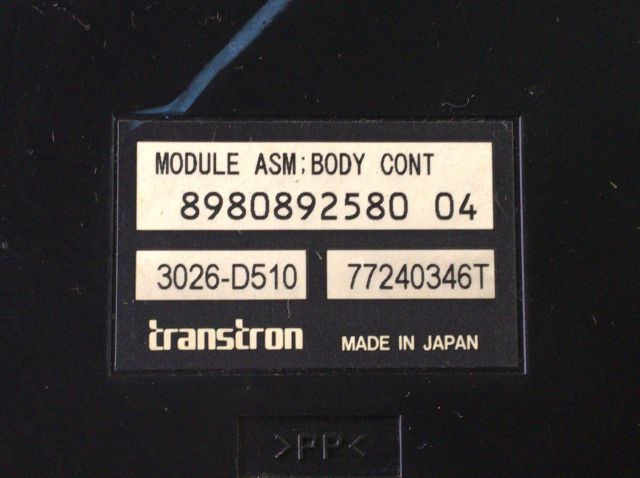 MODULE ASM;BODY CONT
8980892580 04
3026-D510 77240346T
transtron MADE IN JAPAN
>PP<